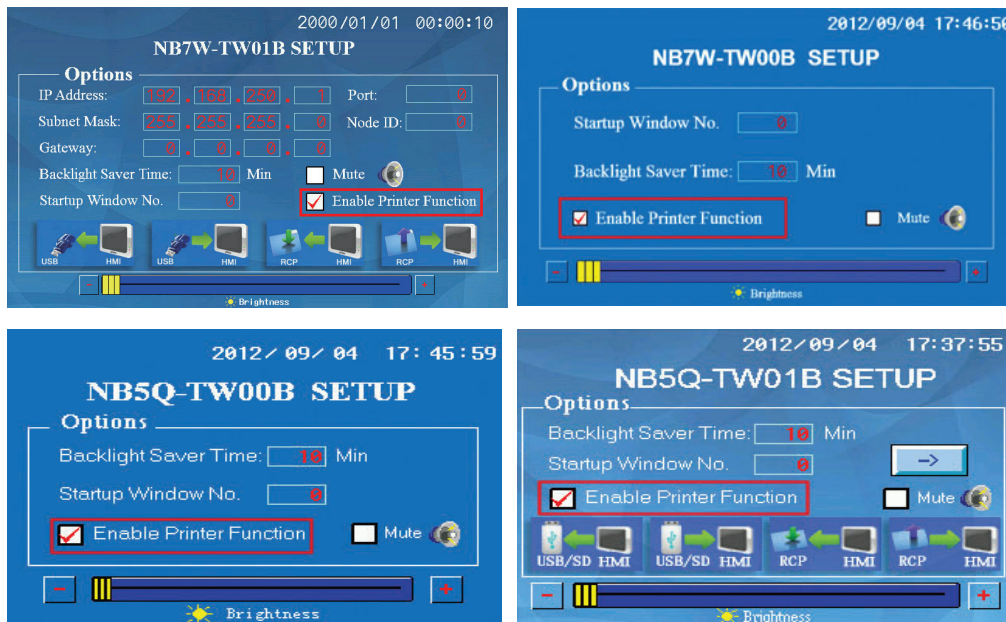 2000/01/01 00:00:10
NB7W-TW01B SETUP
Options
IP Address: 192 . 168 . 250 . 1 Port: 0
Subnet Mask: 255 . 255 . 255 . 0 Node ID: 0
Gateway: 0 . 0 . 0 . 0
Backlight Saver Time: 10 Min Mute
Startup Window No. 0 Enable Printer Function
USB HMI USB HMI RCP HMI RCP HMI
- +
Brightness
2012/09/04 17:46:56
NB7W-TW00B SETUP
Options
Startup Window No. 0
Backlight Saver Time: 10 Min
Enable Printer Function Mute
- +
Brightness
2012/09/04 17:45:59
NB5Q-TW00B SETUP
Options
Backlight Saver Time: 10 Min
Startup Window No. 0
Enable Printer Function Mute
- +
Brightness
2012/09/04 17:37:55
NB5Q-TW01B SETUP
Options
Backlight Saver Time: 10 Min
Startup Window No. 0 ->
Enable Printer Function Mute
USB/SD HMI USB/SD HMI RCP HMI RCP HMI
- +
Brightness